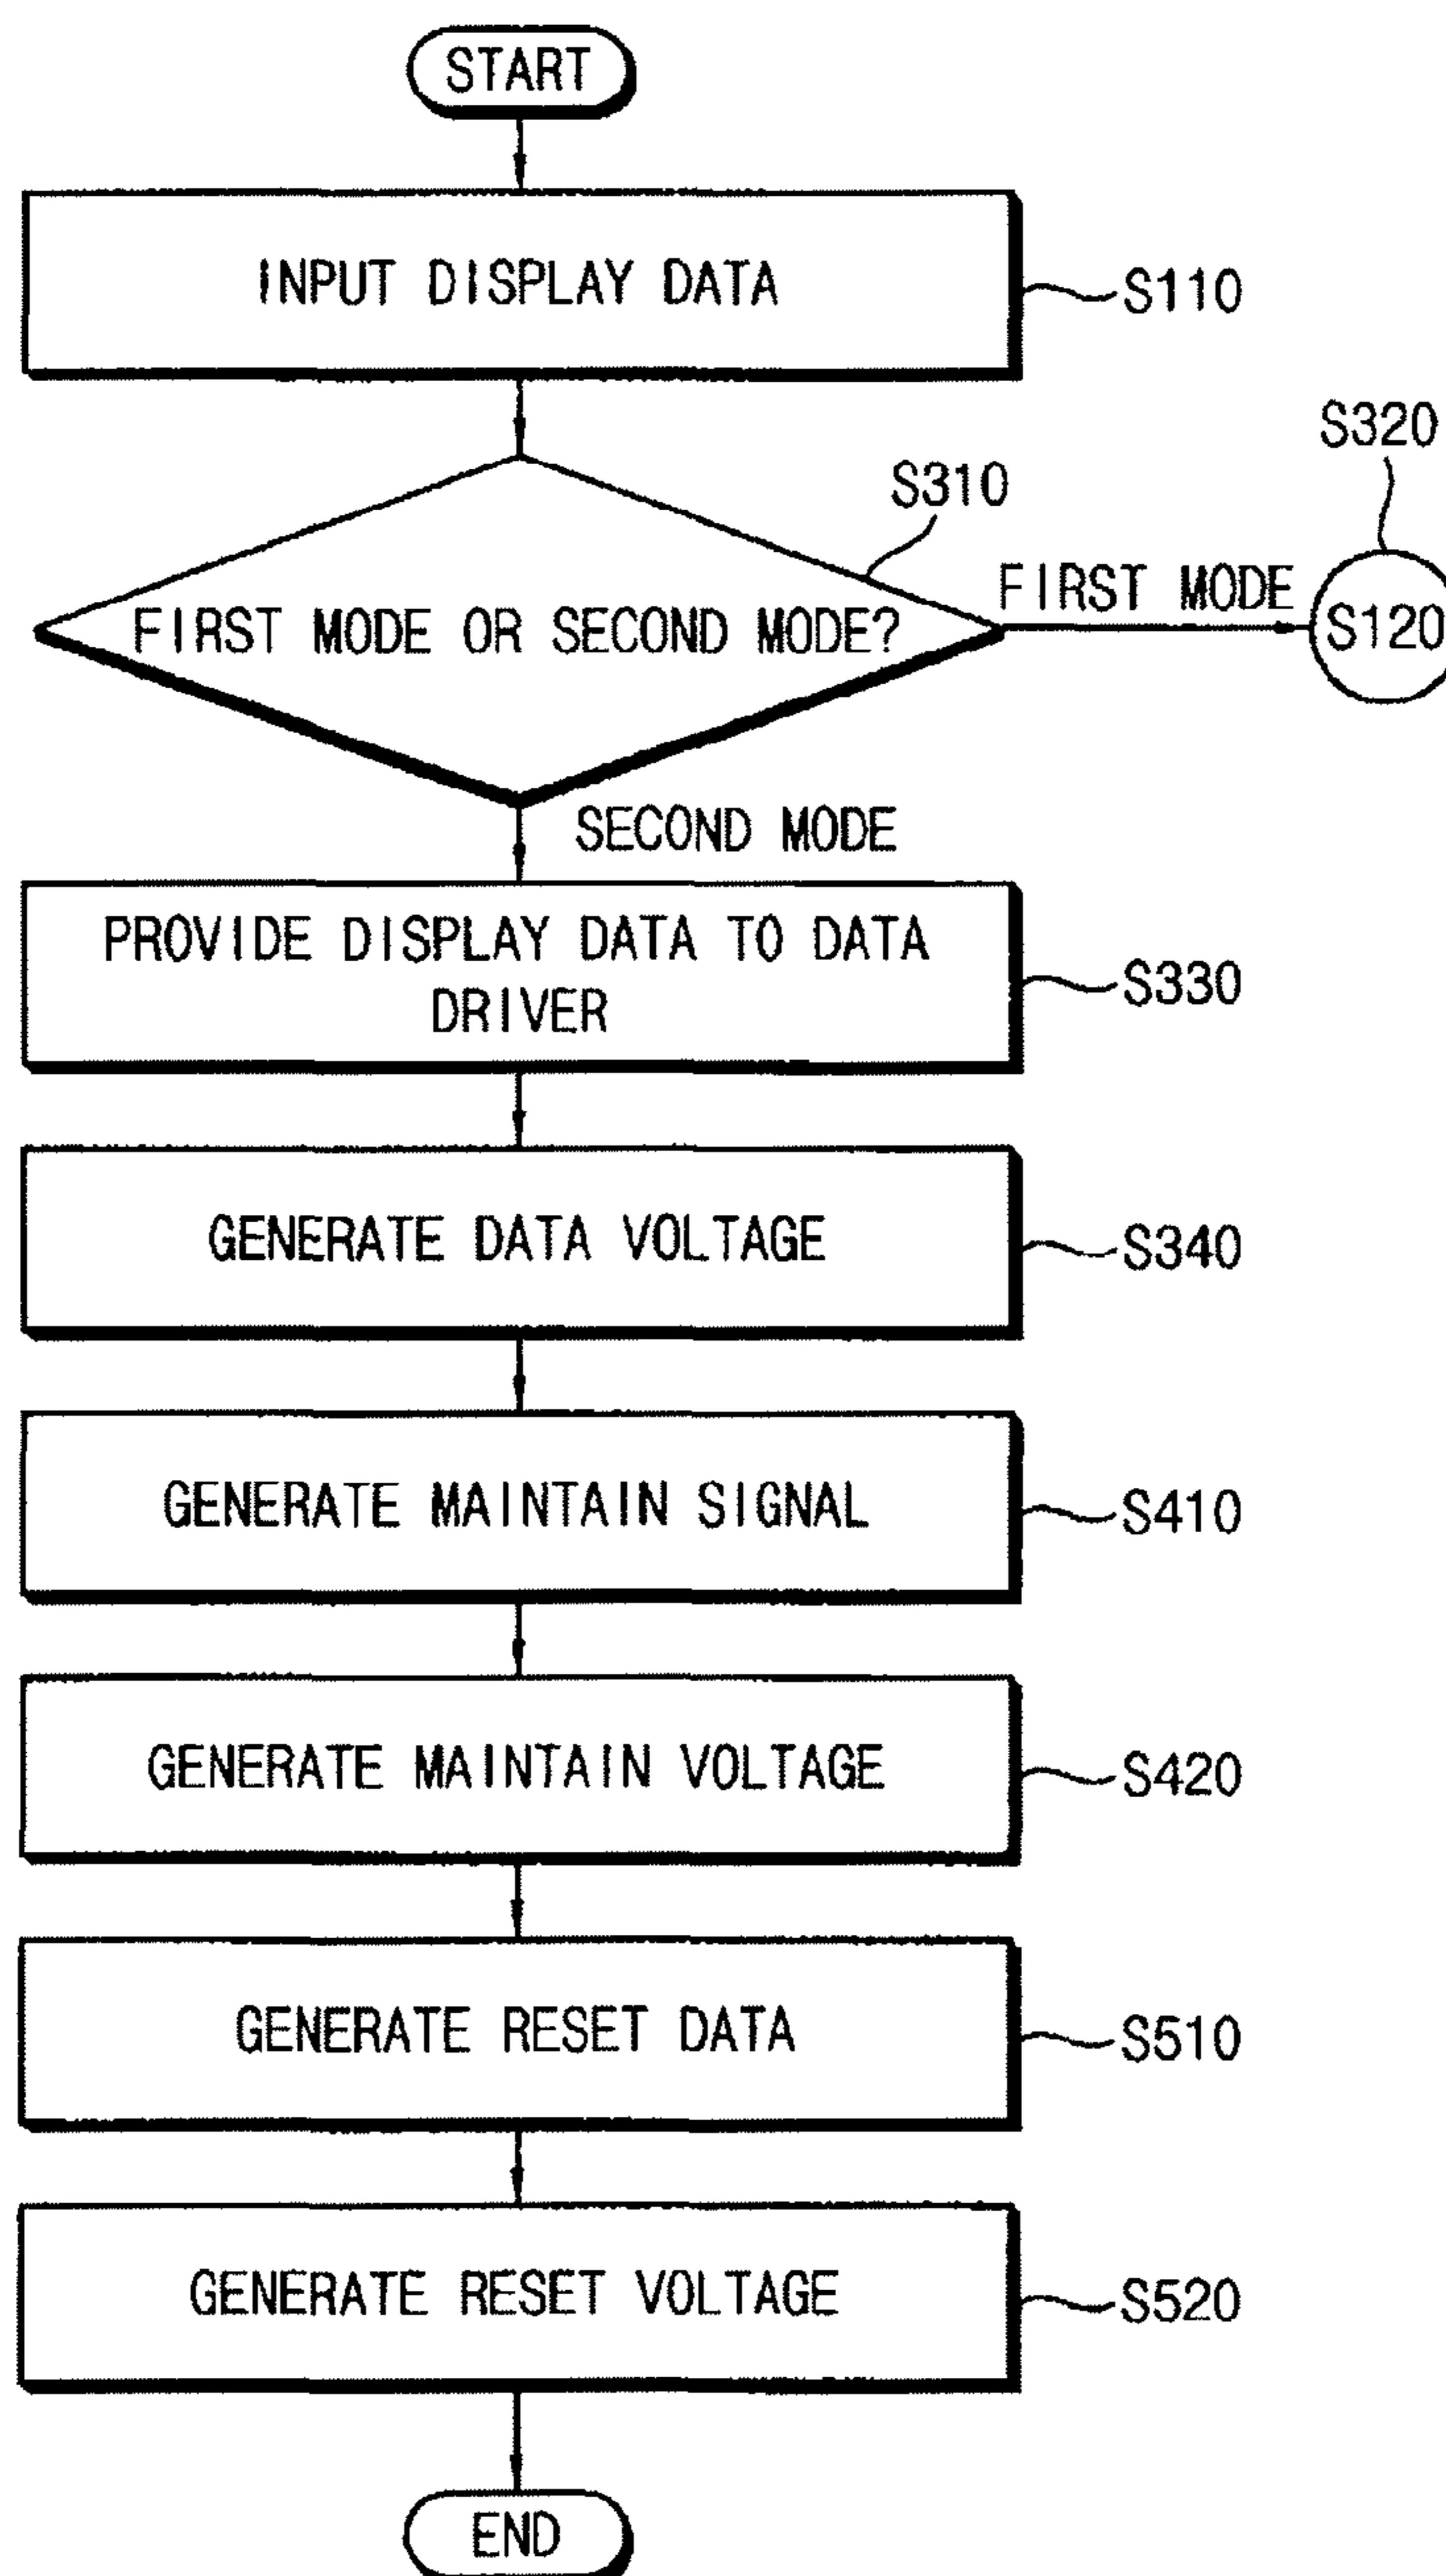 START
INPUT DISPLAY DATA
S110
S320
S310
FIRST MODE OR SECOND MODE?
FIRST MODE
S120
SECOND MODE
PROVIDE DISPLAY DATA TO DATA
DRIVER
S330
GENERATE DATA VOLTAGE
S340
GENERATE MAINTAIN SIGNAL
S410
GENERATE MAINTAIN VOLTAGE
S420
GENERATE RESET DATA
S510
GENERATE RESET VOLTAGE
S520
END